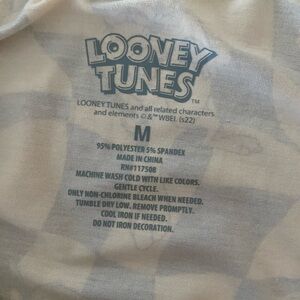 LOONEY
TUNES™
LOONEY TUNES and all related characters
and elements ©&™ WBEI. (s22)
M
95% POLYESTER 5% SPANDEX
MADE IN CHINA
RN#117508
MACHINE WASH COLD WITH LIKE COLORS.
GENTLE CYCLE.
ONLY NON-CHLORINE BLEACH WHEN NEEDED.
TUMBLE DRY LOW. REMOVE PROMPTLY.
COOL IRON IF NEEDED.
DO NOT IRON DECORATION.